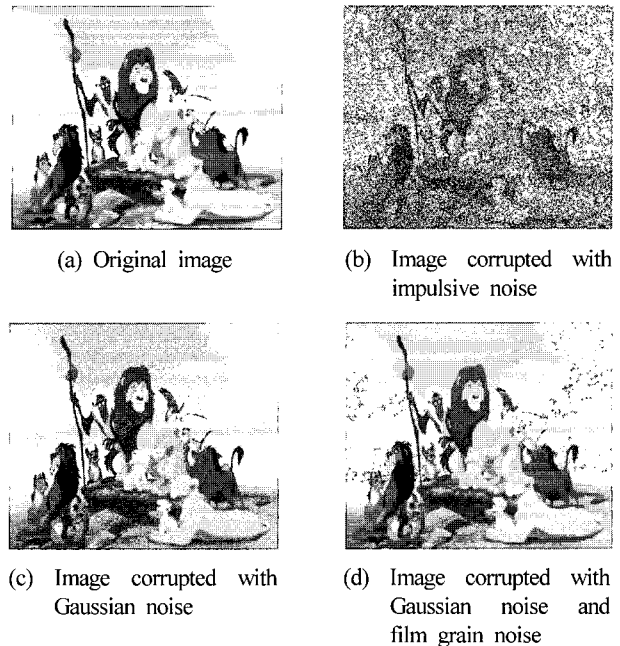 (a) Original image
(b) Image corrupted with
impulsive noise
(c) Image corrupted with
Gaussian noise
(d) Image corrupted with
Gaussian noise and
film grain noise